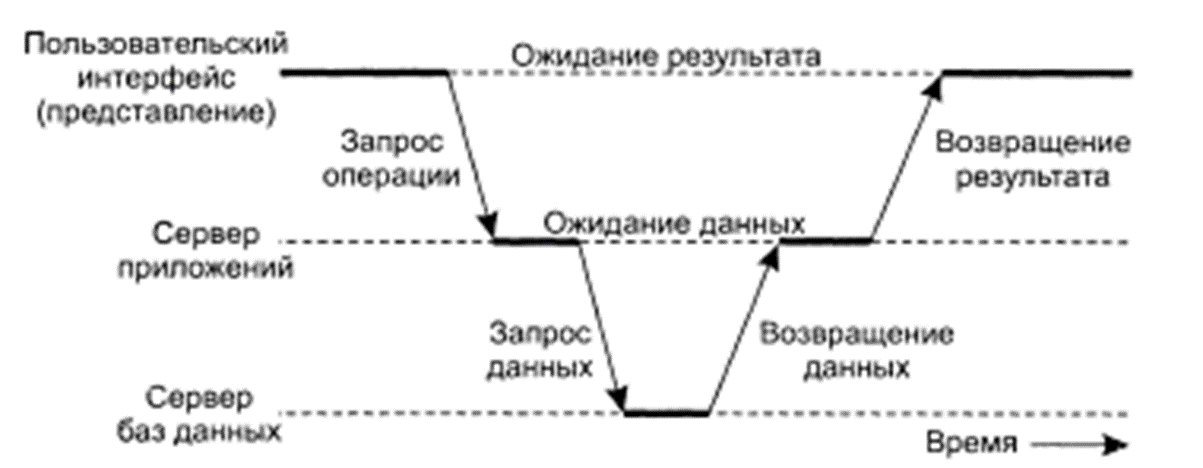 Пользовательский
интерфейс
(представление)
Ожидание результата
Запрос
операции
Возвращение
результата
Сервер
приложений
Ожидание данных
Запрос
данных
Возвращение
данных
Сервер
баз данных
Время